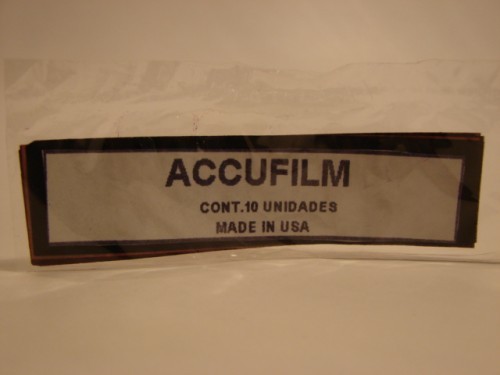 ACCUFILM
CONT.10 UNIDADES
MADE IN USA